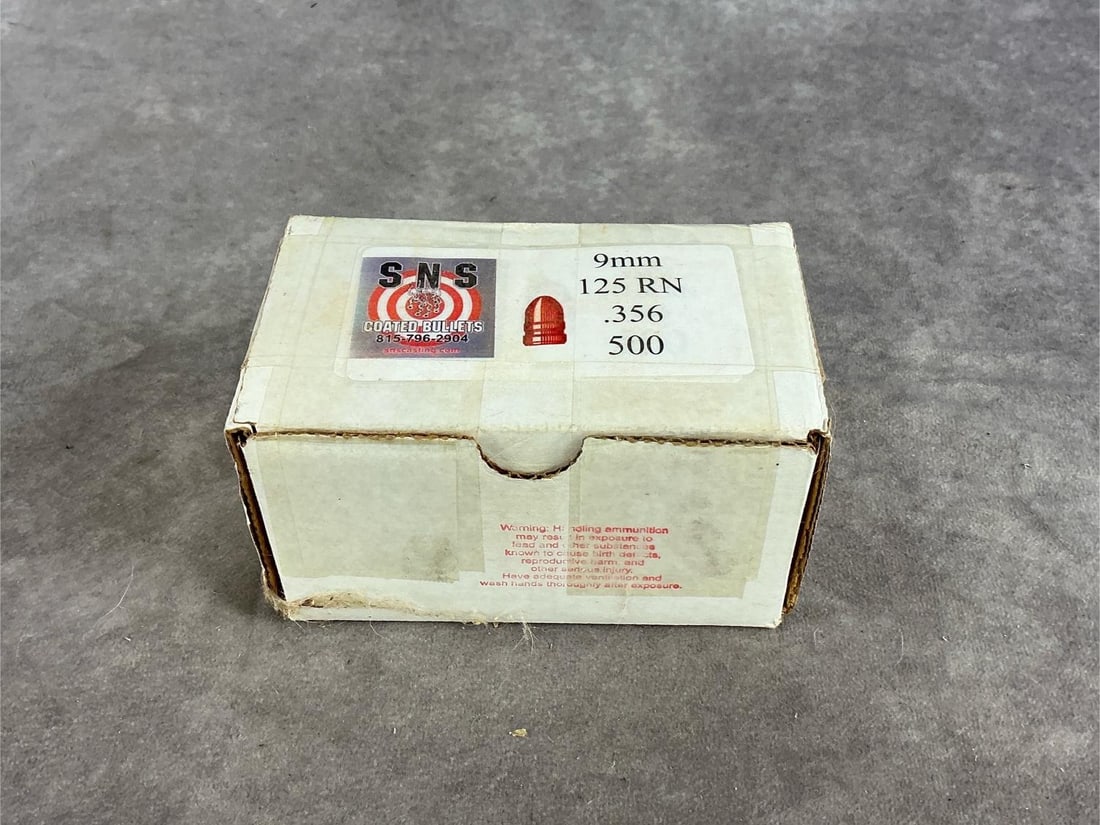 SNS
COATED BULLETS
815-796-2904
snscasting.com
9mm
125 RN
.356
500
Warning: Handling ammunition
may result in exposure to
lead and other substances
known to cause birth defects,
reproductive harm, and
other serious injury.
Have adequate ventilation and
wash hands thoroughly after exposure.